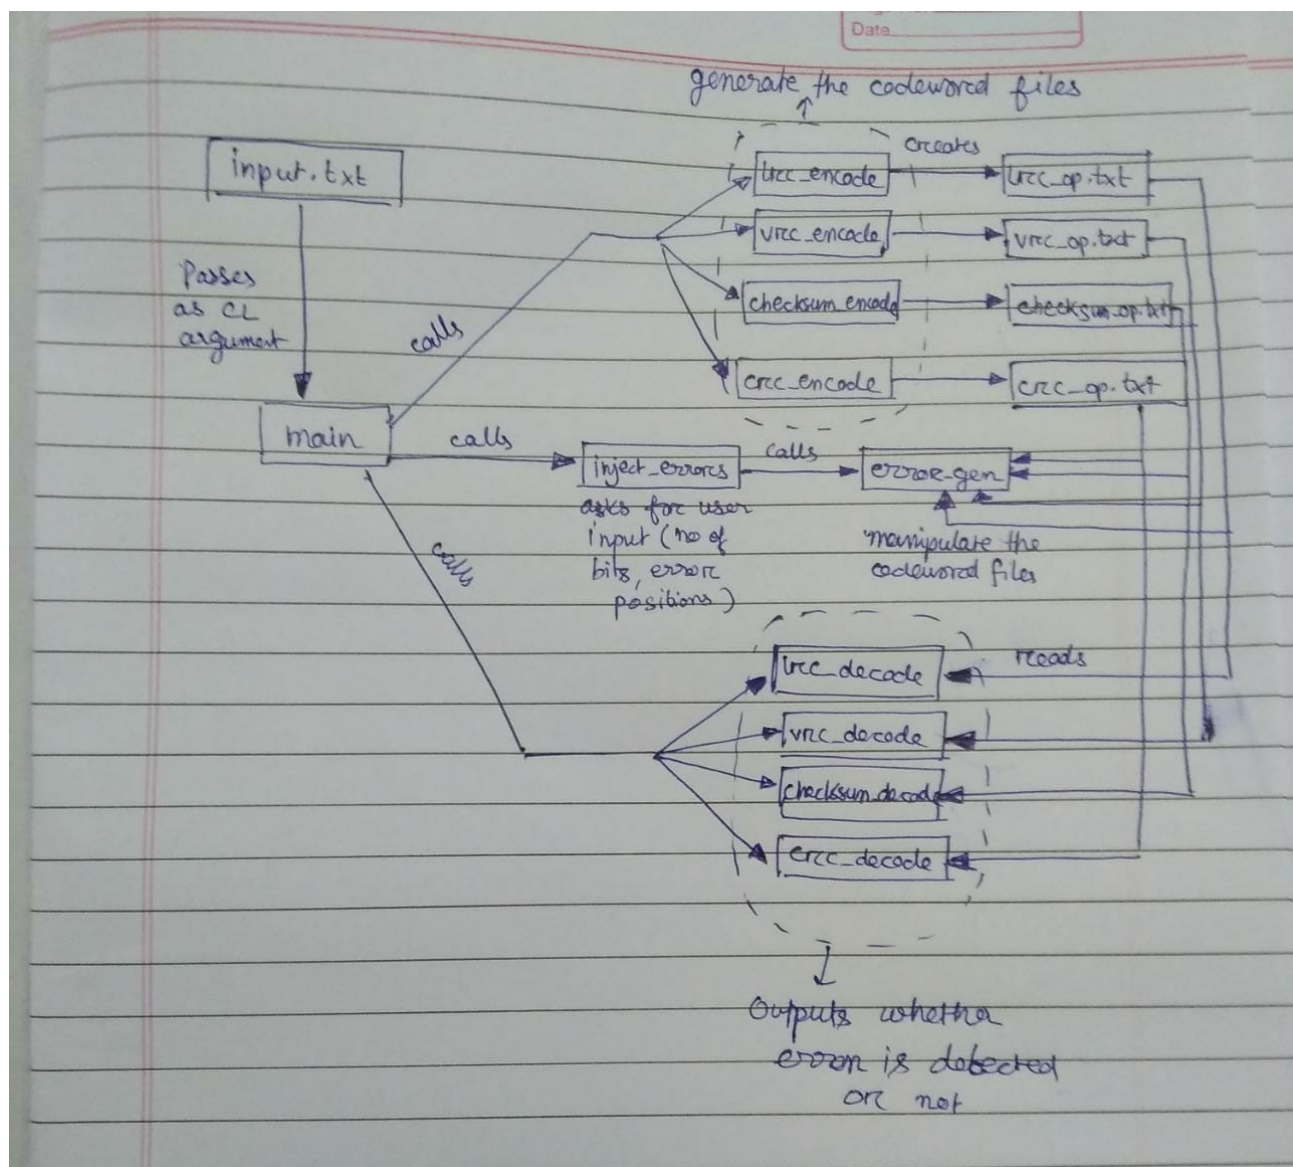 Date
generate the codeword files
input.txt
Passes
as CL
argument
main
calls
lrc_encode
creates
lrc_op.txt
vrc_encode
vrc_op.txt
checksum_encode
checksum_op.txt
crc_encode
crc_op.txt
calls
inject_errors
calls
error-gen
asks for user
input (no of
bits, error
positions)
manipulate the
codeword files
calls
lrc_decode
reads
vrc_decode
checksum_decode
crc_decode
Outputs whether
error is detected
or not